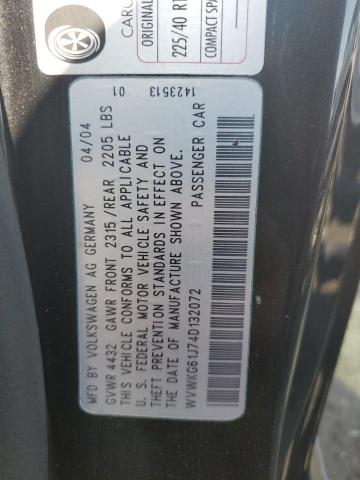 CARG
ORIGINAL
225/40 R1
COMPACT SPA
MFD BY VOLKSWAGEN AG GERMANY 04/04
GVWR 4432 GAWR FRONT 2315/REAR 2205 LBS
THIS VEHICLE CONFORMS TO ALL APPLICABLE
U. S. FEDERAL MOTOR VEHICLE SAFETY AND
THEFT PREVENTION STANDARDS IN EFFECT ON
DATE OF MANUFACTURE SHOWN ABOVE.
WVWKG61J74D132072 PASSENGER CAR
01 1423513